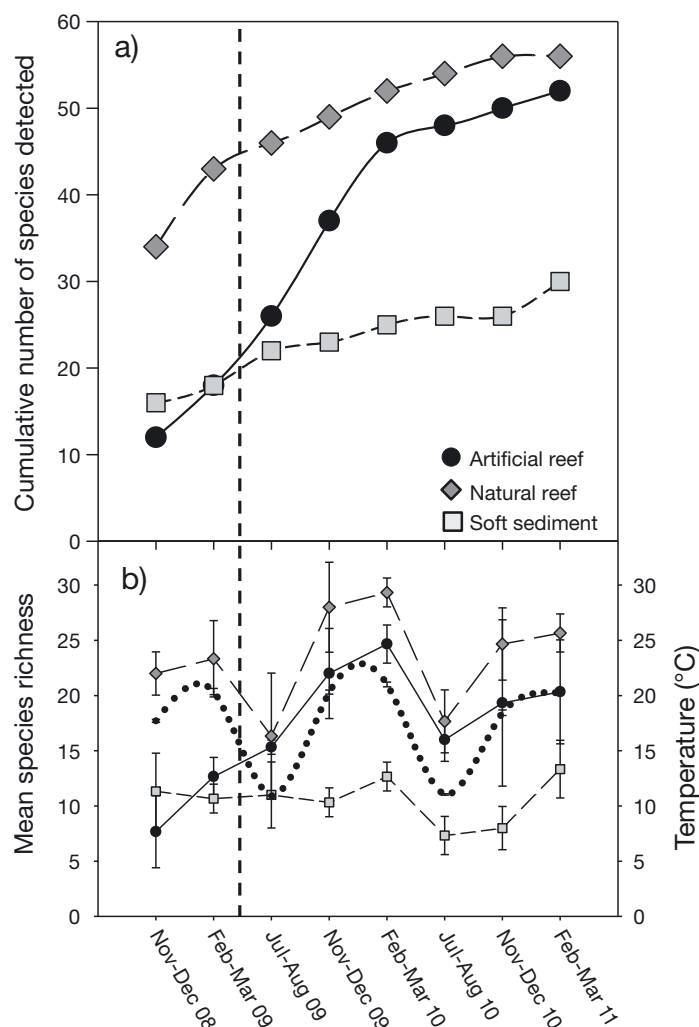 a)
Cumulative number of species detected
60
50
40
30
20
10
0
Artificial reef
Natural reef
Soft sediment
b)
Mean species richness
30
25
20
15
10
5
0
30
25
20
15
10
5
0
Temperature (°C)
Nov–Dec 08
Feb–Mar 09
Jul–Aug 09
Nov–Dec 09
Feb–Mar 10
Jul–Aug 10
Nov–Dec 10
Feb–Mar 11